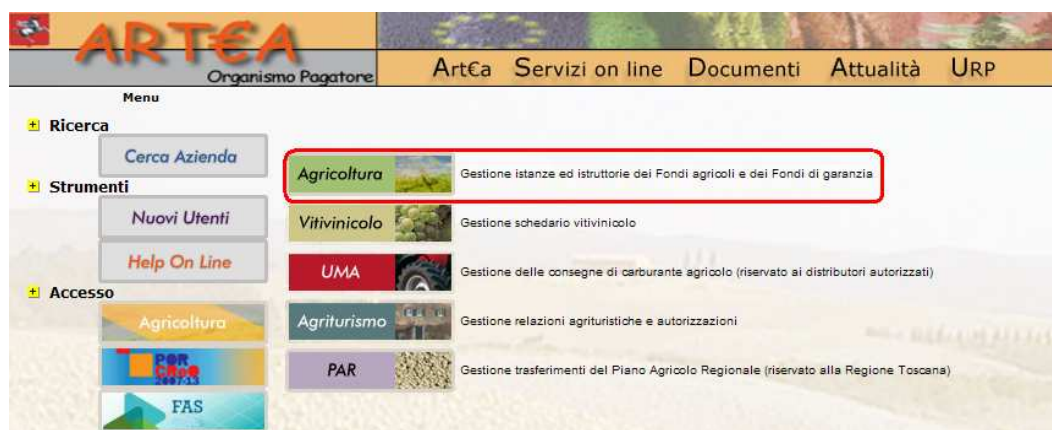 ART€A
Organismo Pagatore
Art€a Servizi on line Documenti Attualità URP
Menu
Ricerca
Cerca Azienda
Strumenti
Nuovi Utenti
Help On Line
Accesso
Agricoltura
POR
CReO
2007-13
FAS
Agricoltura Gestione istanze ed istruttorie dei Fondi agricoli e dei Fondi di garanzia
Vitivinicolo Gestione schedario vitivinicolo
UMA Gestione delle consegne di carburante agricolo (riservato ai distributori autorizzati)
Agriturismo Gestione relazioni agrituristiche e autorizzazioni
PAR Gestione trasferimenti del Piano Agricolo Regionale (riservato alla Regione Toscana)